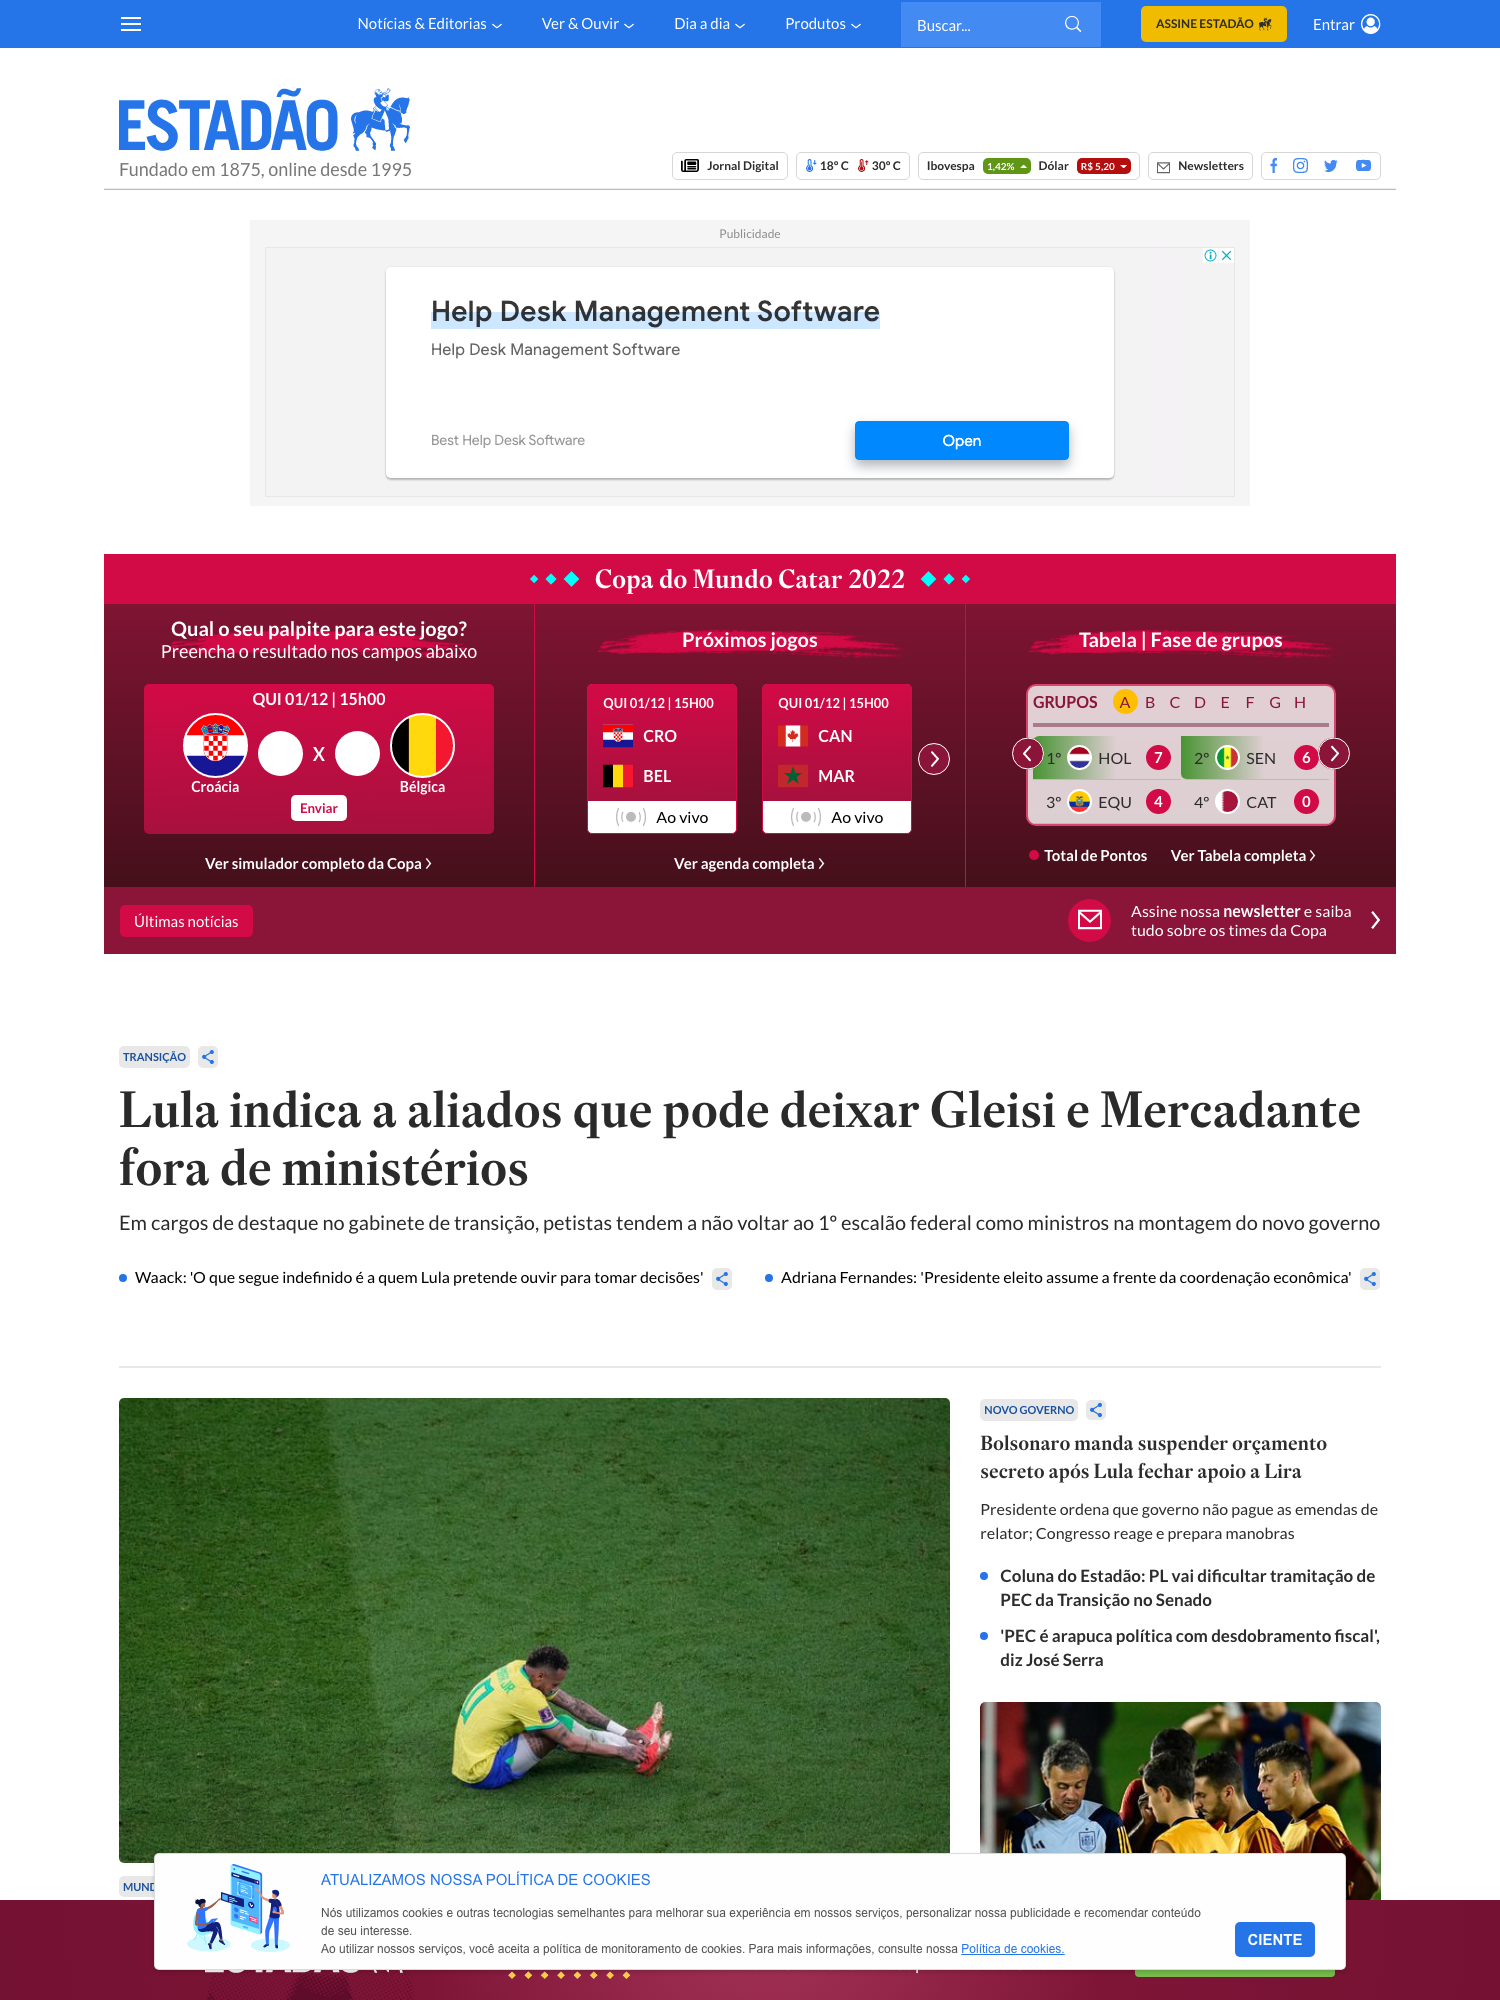 Notícias & Editorias Ver & Ouvir Dia a dia Produtos Buscar... ASSINE ESTADÃO Entrar
ESTADÃO
Fundado em 1875, online desde 1995
Jornal Digital 18º C 30º C Ibovespa 1,42% Dólar R$ 5,20 Newsletters
Publicidade
Help Desk Management Software
Help Desk Management Software
Best Help Desk Software
Open
Copa do Mundo Catar 2022
Qual o seu palpite para este jogo?
Preencha o resultado nos campos abaixo
QUI 01/12 | 15h00
X
Croácia Bélgica
Enviar
Ver simulador completo da Copa
Próximos jogos
QUI 01/12 | 15H00
CRO
BEL
Ao vivo
QUI 01/12 | 15H00
CAN
MAR
Ao vivo
Ver agenda completa
Tabela | Fase de grupos
GRUPOS A B C D E F G H
1º HOL 7 2º SEN 6
3º EQU 4 4º CAT 0
Total de Pontos Ver Tabela completa
Últimas notícias
Assine nossa newsletter e saiba
tudo sobre os times da Copa
TRANSIÇÃO
Lula indica a aliados que pode deixar Gleisi e Mercadante
fora de ministérios
Em cargos de destaque no gabinete de transição, petistas tendem a não voltar ao 1º escalão federal como ministros na montagem do novo governo
Waack: 'O que segue indefinido é a quem Lula pretende ouvir para tomar decisões'
Adriana Fernandes: 'Presidente eleito assume a frente da coordenação econômica'
NOVO GOVERNO
Bolsonaro manda suspender orçamento
secreto após Lula fechar apoio a Lira
Presidente ordena que governo não pague as emendas de
relator; Congresso reage e prepara manobras
Coluna do Estadão: PL vai dificultar tramitação de
PEC da Transição no Senado
'PEC é arapuca política com desdobramento fiscal',
diz José Serra
10
MUND
ATUALIZAMOS NOSSA POLÍTICA DE COOKIES
Nós utilizamos cookies e outras tecnologias semelhantes para melhorar sua experiência em nossos serviços, personalizar nossa publicidade e recomendar conteúdo
de seu interesse.
Ao utilizar nossos serviços, você aceita a política de monitoramento de cookies. Para mais informações, consulte nossa Política de cookies.
CIENTE